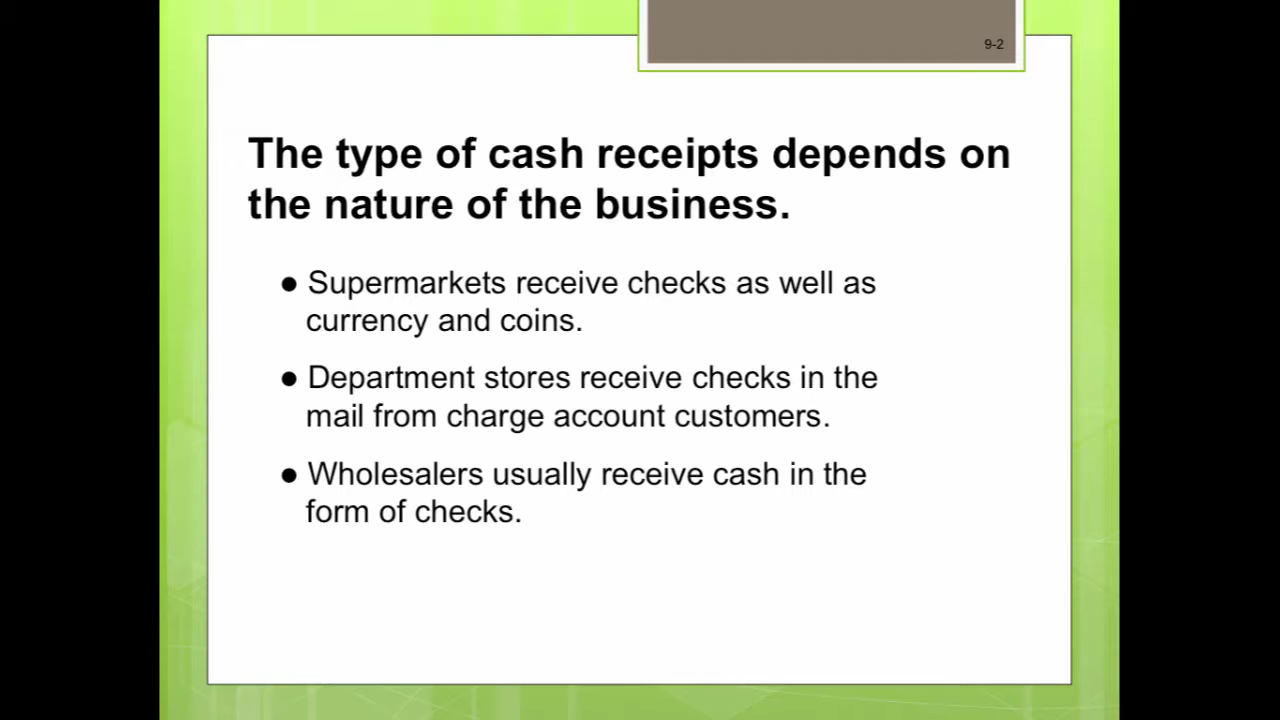 9-2
The type of cash receipts depends on
the nature of the business.
● Supermarkets receive checks as well as
currency and coins.
● Department stores receive checks in the
mail from charge account customers.
● Wholesalers usually receive cash in the
form of checks.